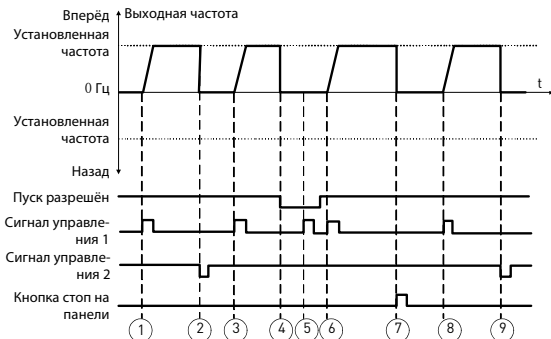 Вперёд
Выходная частота
Установленная
частота
0 Гц
t
Установленная
частота
Назад
Пуск разрешён
Сигнал управле-
ния 1
Сигнал управле-
ния 2
Кнопка стоп на
панели
1 2 3 4 5 6 7 8 9